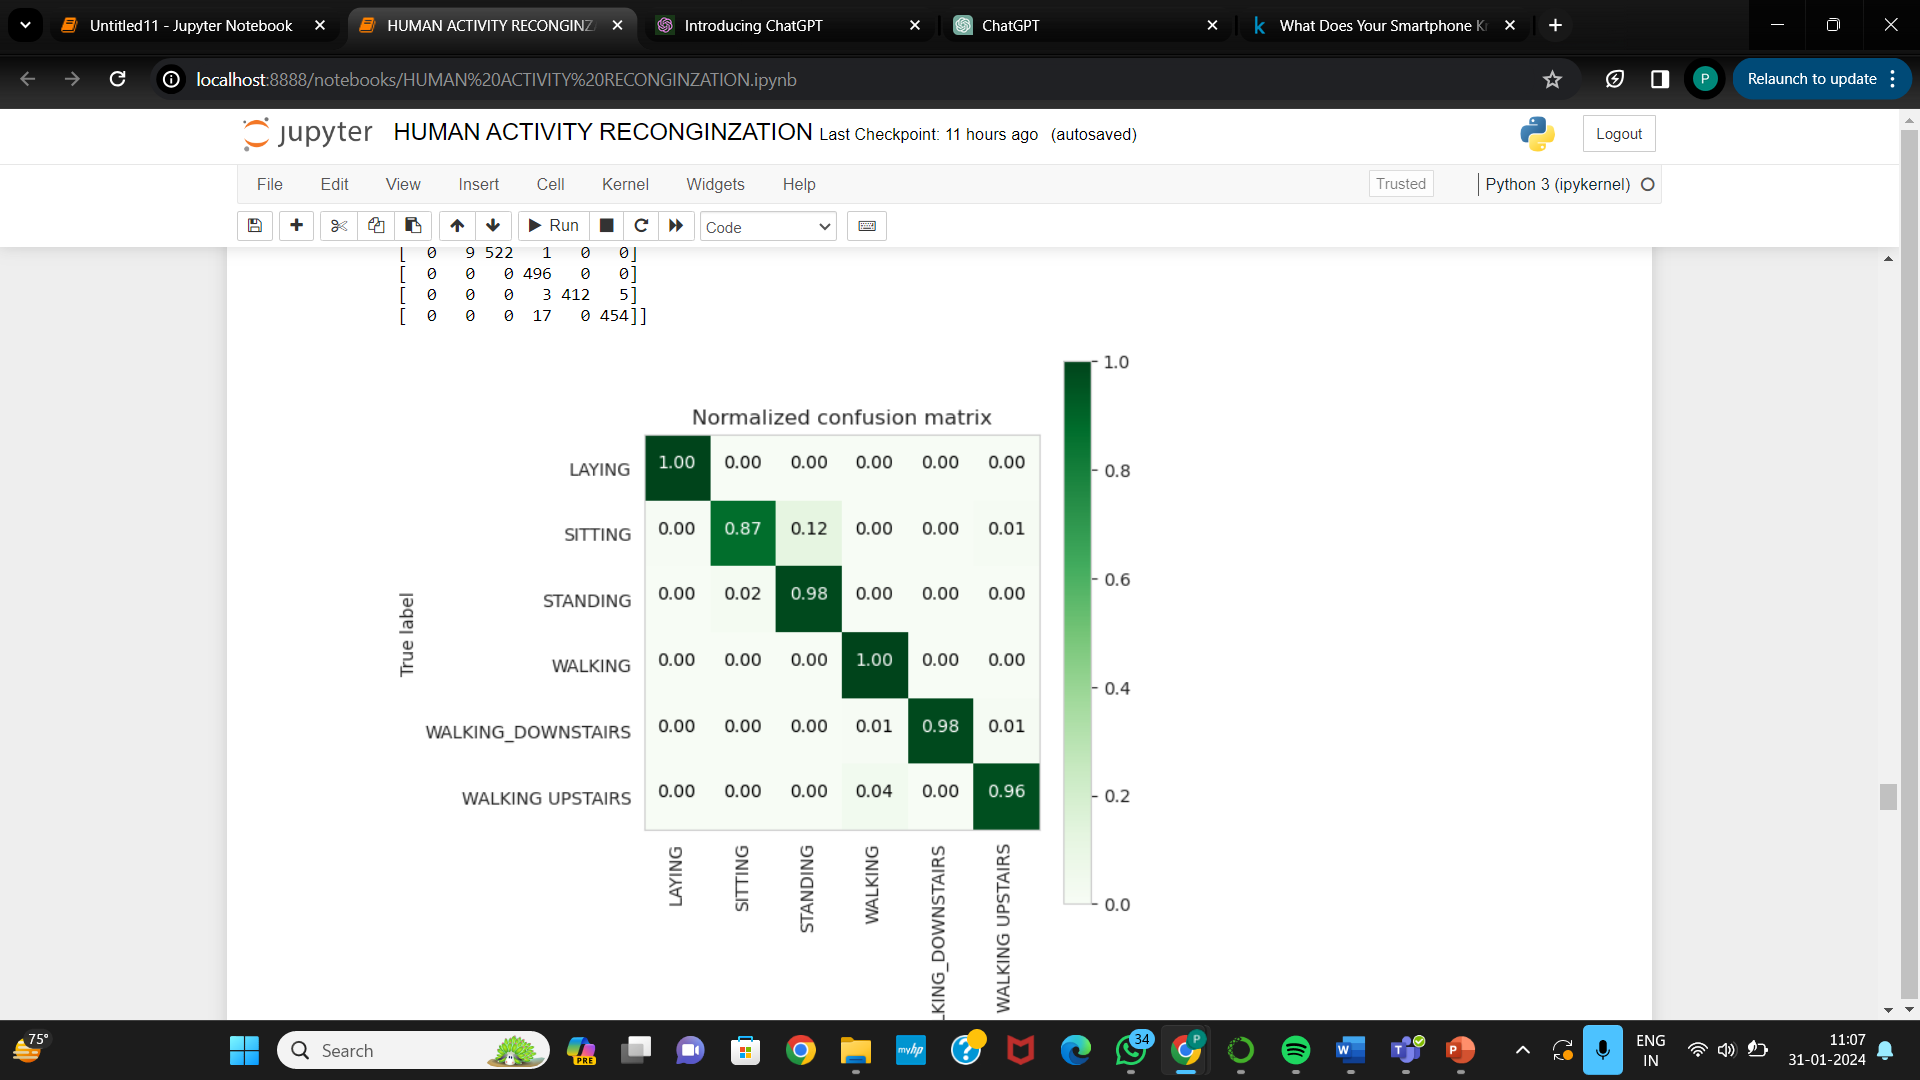 Untitled11 - Jupyter Notebook
HUMAN ACTIVITY RECONGINZA
Introducing ChatGPT
ChatGPT
What Does Your Smartphone K
localhost:8888/notebooks/HUMAN%20ACTIVITY%20RECONGINZATION.ipynb
P
Relaunch to update
jupyter HUMAN ACTIVITY RECONGINZATION Last Checkpoint: 11 hours ago (autosaved)
Logout
File Edit View Insert Cell Kernel Widgets Help
Trusted
Python 3 (ipykernel)
Run
Code
[ 0 9 522 1 0 0]
[ 0 0 0 496 0 0]
[ 0 0 0 3 412 5]
[ 0 0 0 17 0 454]]
Normalized confusion matrix
True label
LAYING 1.00 0.00 0.00 0.00 0.00 0.00
SITTING 0.00 0.87 0.12 0.00 0.00 0.01
STANDING 0.00 0.02 0.98 0.00 0.00 0.00
WALKING 0.00 0.00 0.00 1.00 0.00 0.00
WALKING_DOWNSTAIRS 0.00 0.00 0.00 0.01 0.98 0.01
WALKING UPSTAIRS 0.00 0.00 0.00 0.04 0.00 0.96
LAYING
SITTING
STANDING
WALKING
LKING_DOWNSTAIRS
WALKING UPSTAIRS
1.0
0.8
0.6
0.4
0.2
0.0
75°
Search
PRE
myhp
34
P
ENG
IN
11:07
31-01-2024